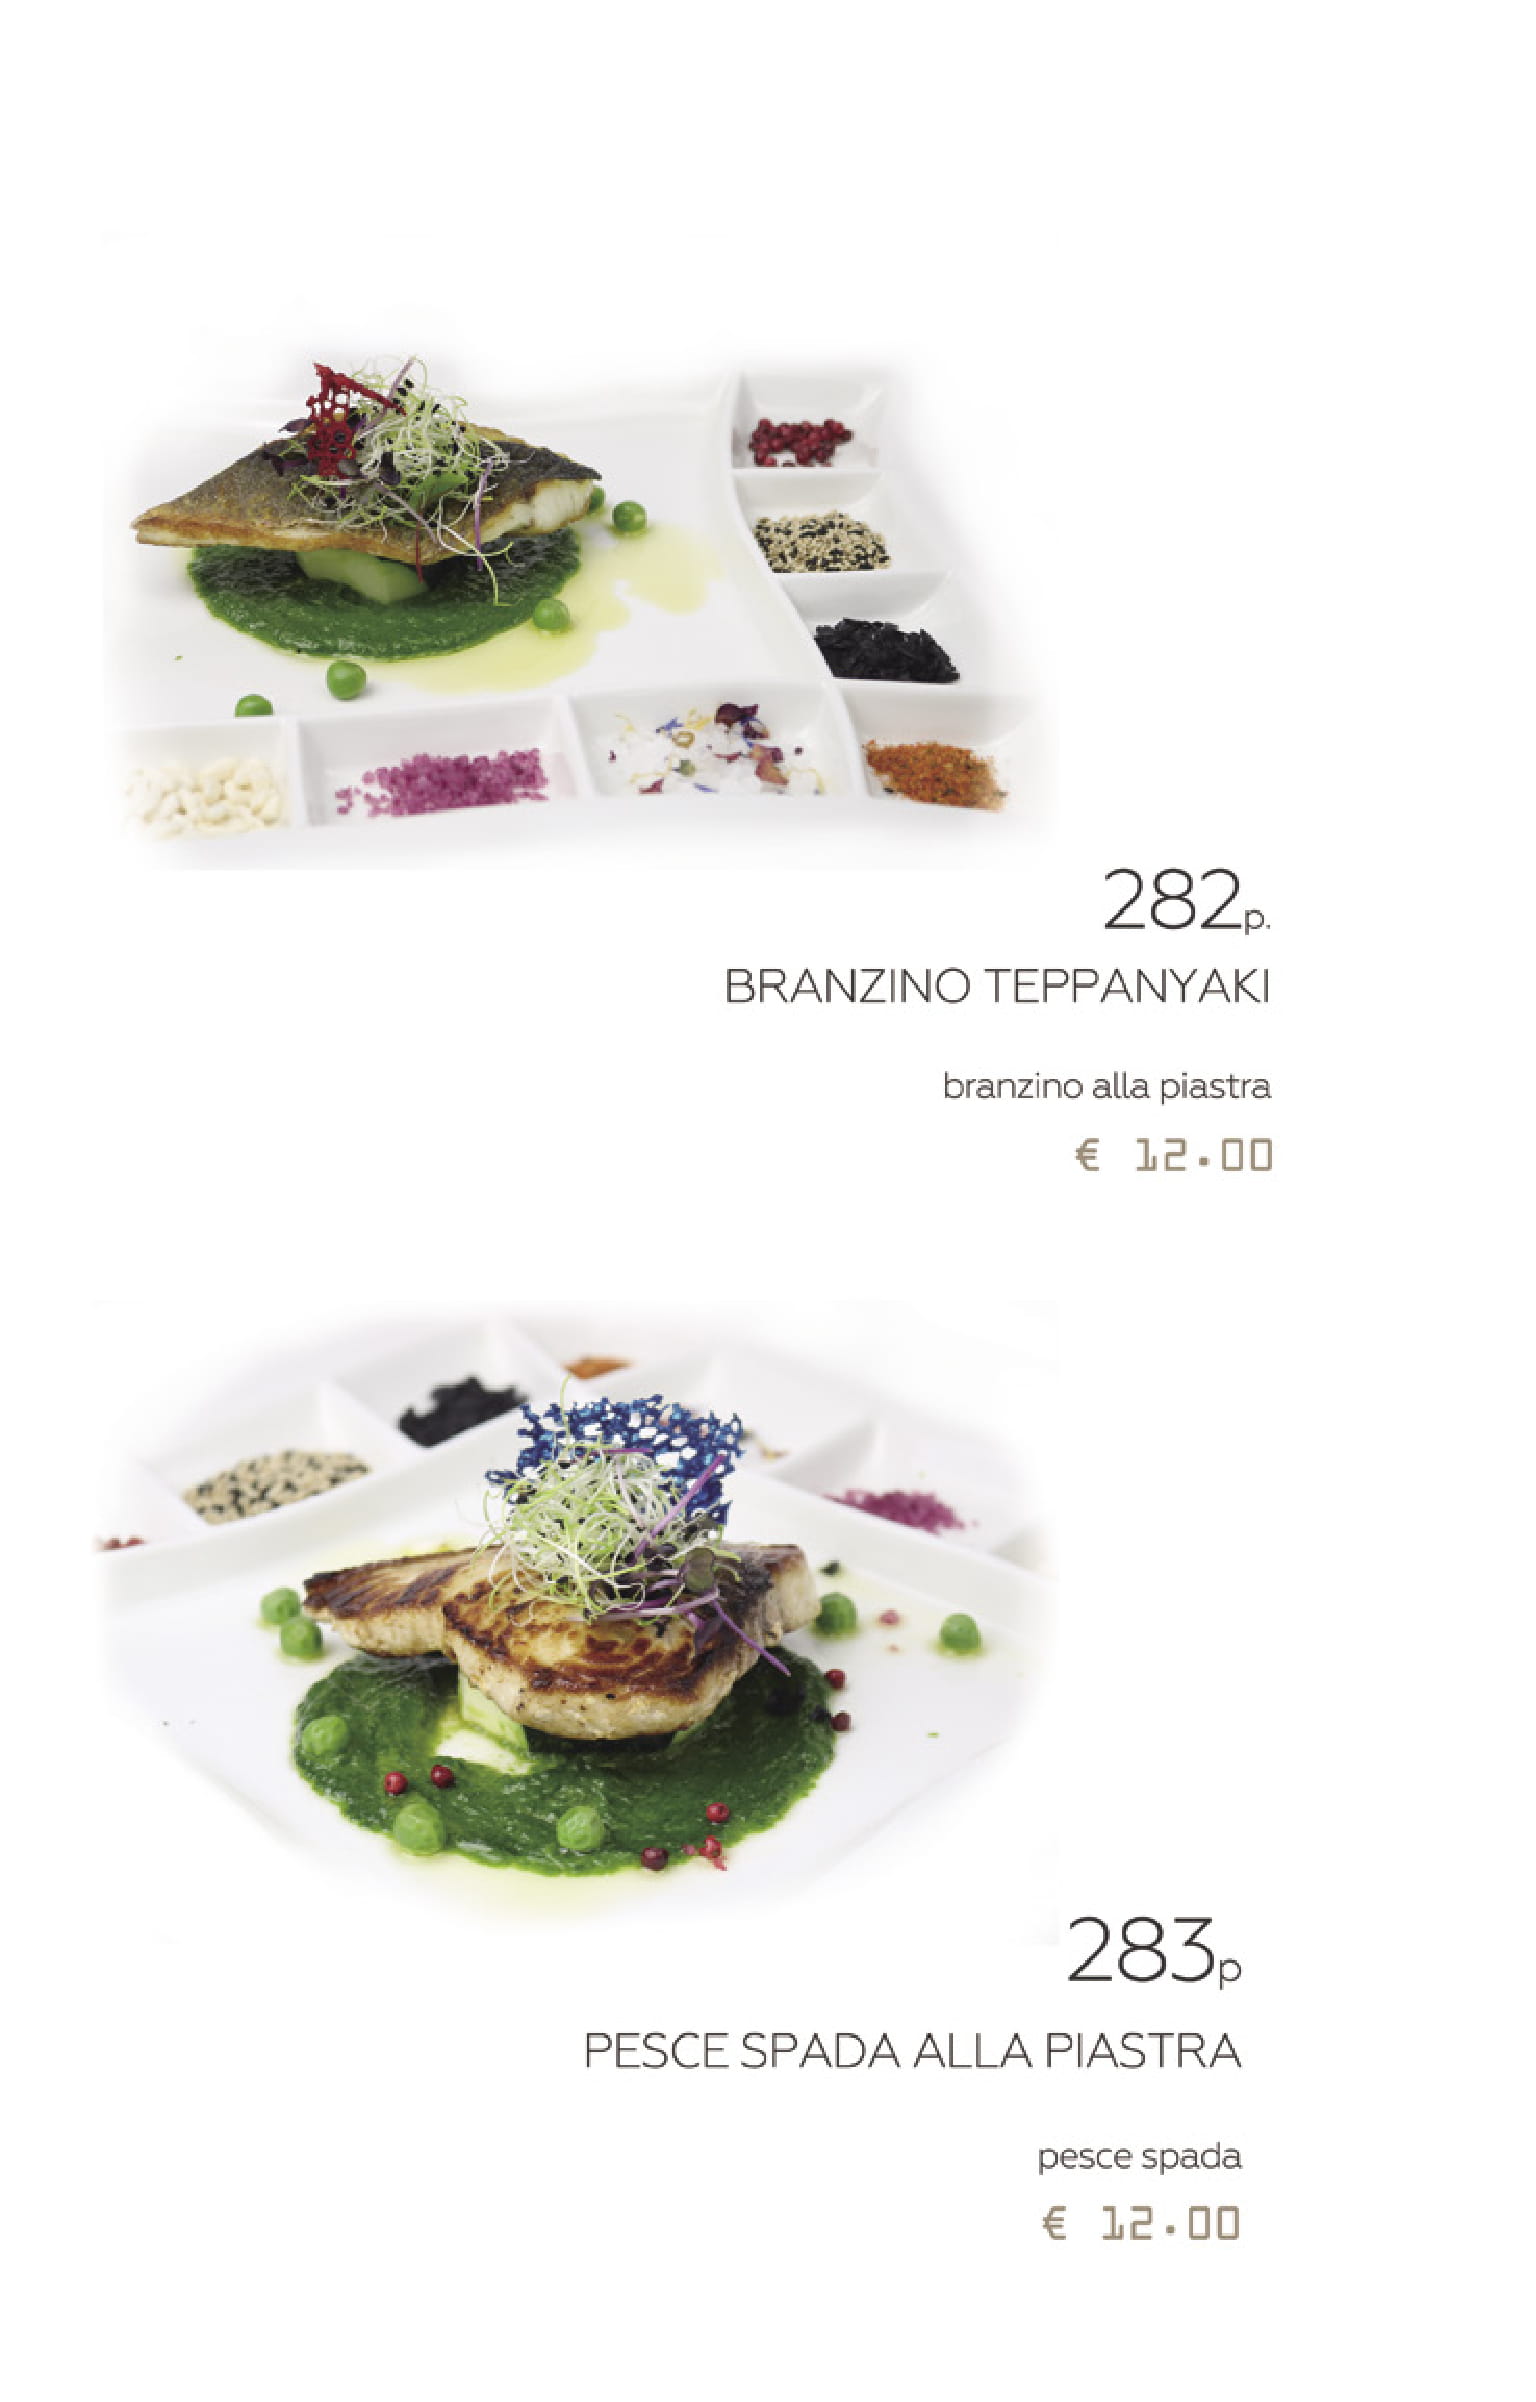 282p.
BRANZINO TEPPANYAKI
branzino alla piastra
€ 12.00
283p
PESCE SPADA ALLA PIASTRA
pesce spada
€ 12.00